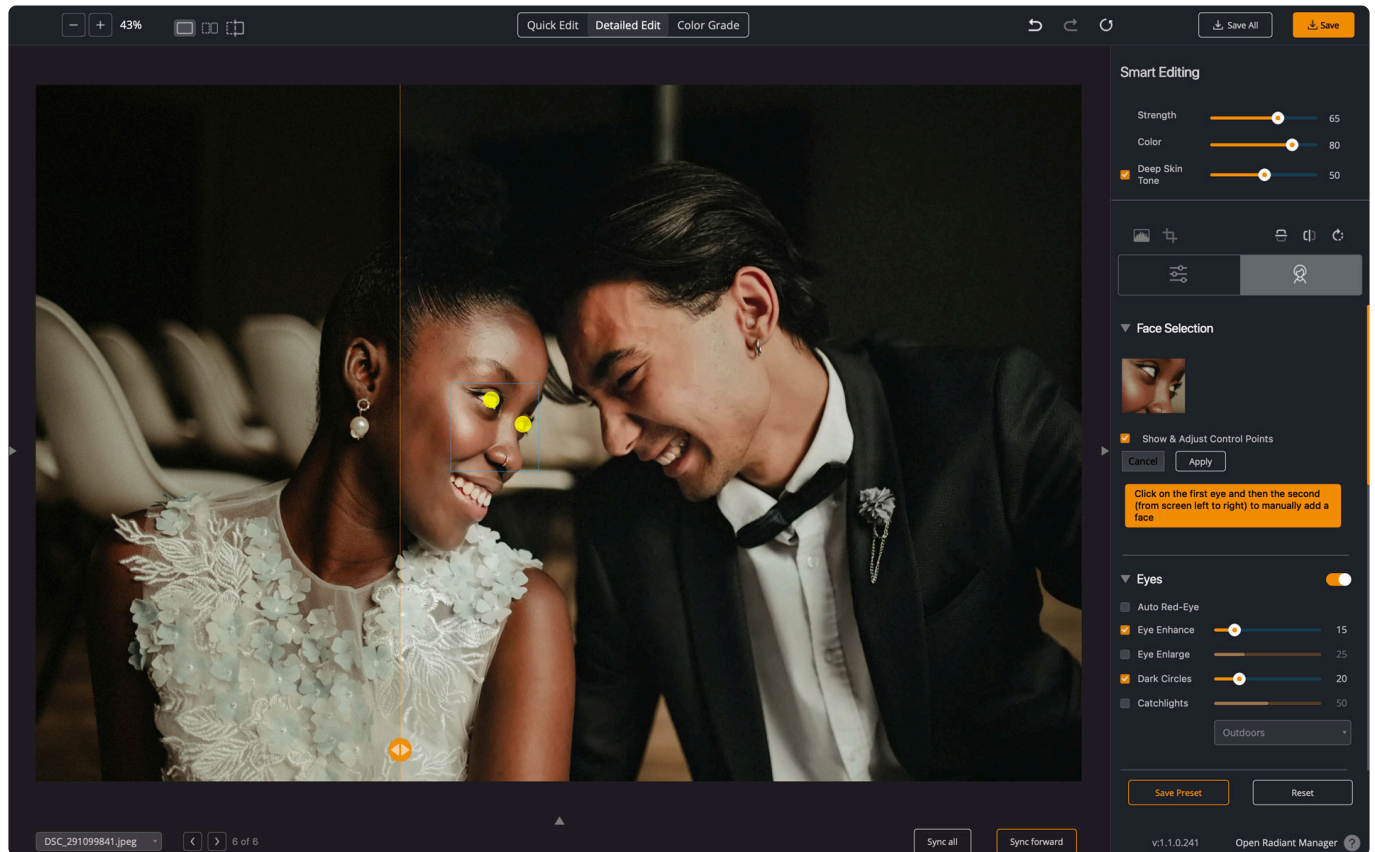 43%
Quick Edit Detailed Edit Color Grade
Save All
Save
Smart Editing
Strength 65
Color 80
Deep Skin
Tone 50
Face Selection
Show & Adjust Control Points
Cancel Apply
Click on the first eye and then the second
(from screen left to right) to manually add a
face
Eyes
Auto Red-Eye
Eye Enhance 15
Eye Enlarge 25
Dark Circles 20
Catchlights 50
Outdoors
Save Preset Reset
DSC_291099841.jpeg 6 of 6 Sync all Sync forward v:1.1.0.241 Open Radiant Manager ?